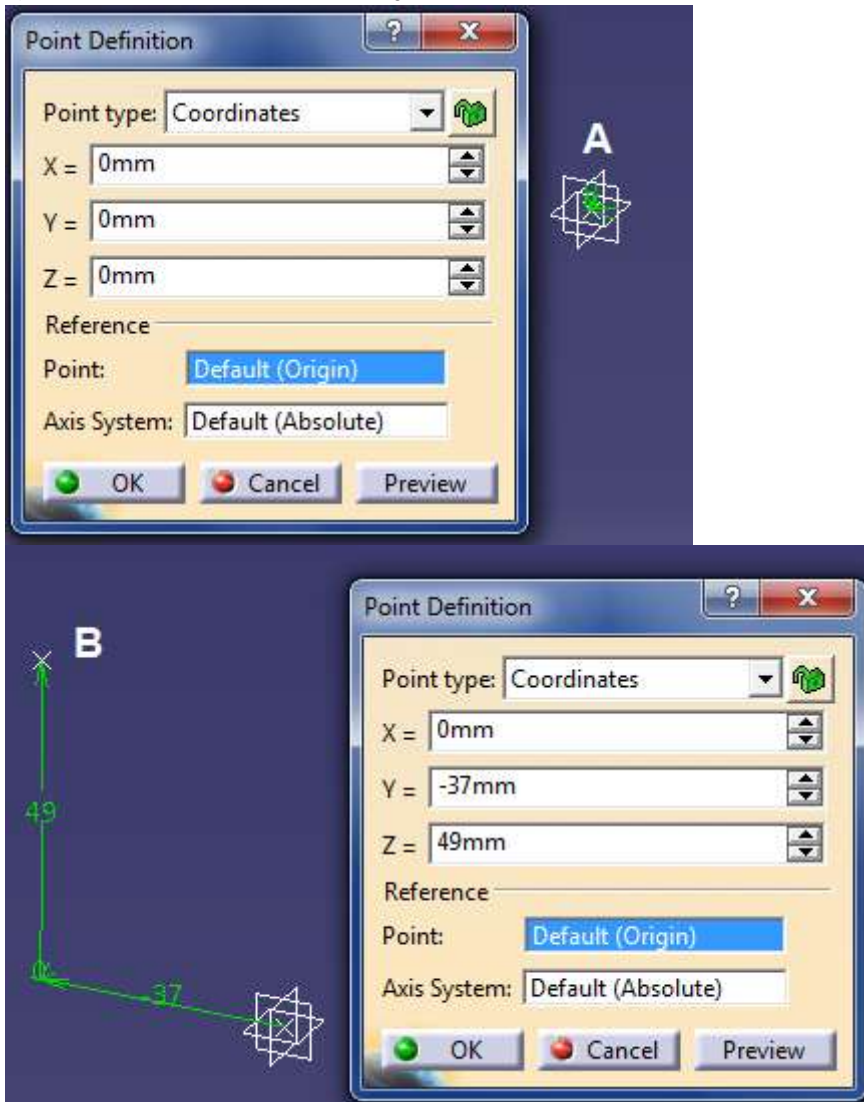 Point Definition
?
X
Point type: Coordinates
X = 0mm
Y = 0mm
Z = 0mm
Reference
Point: Default (Origin)
Axis System: Default (Absolute)
OK Cancel Preview
A
B
49
-37
Point Definition
?
X
Point type: Coordinates
X = 0mm
Y = -37mm
Z = 49mm
Reference
Point: Default (Origin)
Axis System: Default (Absolute)
OK Cancel Preview